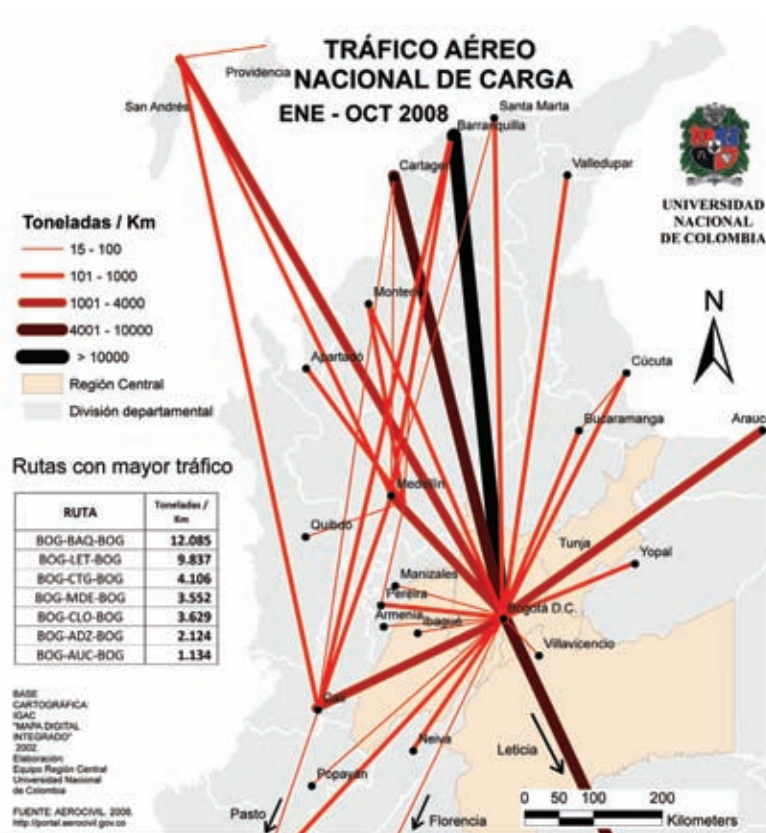 TRÁFICO AÉREO
NACIONAL DE CARGA
ENE - OCT 2008
Providencia
San Andrés
Santa Marta
Barranquilla
Cartagen
Valledupar
UNIVERSIDAD
NACIONAL
DE COLOMBIA
Toneladas / Km
15 - 100
101 - 1000
1001 - 4000
4001 - 10000
> 10000
Región Central
División departamental
N
Montería
Apartadó
Cúcuta
Bucaramanga
Arauc
Medellín
Quibdó
Tunja
Yopal
Manizales
Pereira
Armenia
Ibagué
Bogotá D.C.
Villavicencio
Cali
Neiva
Leticia
Popayán
Pasto
Florencia
Rutas con mayor tráfico
RUTA Toneladas / Km
BOG-BAQ-BOG 12.085
BOG-LET-BOG 9.837
BOG-CTG-BOG 4.106
BOG-MDE-BOG 3.552
BOG-CLO-BOG 3.629
BOG-ADZ-BOG 2.124
BOG-AUC-BOG 1.134
BASE
CARTOGRÁFICA:
IGAC
"MAPA DIGITAL
INTEGRADO"
2002
Elaboración
Equipo Región Central
Universidad Nacional
de Colombia
FUENTE: AEROCIVIL. 2008.
http://portal.aerocivil.gov.co
0 50 100 200
Kilometers